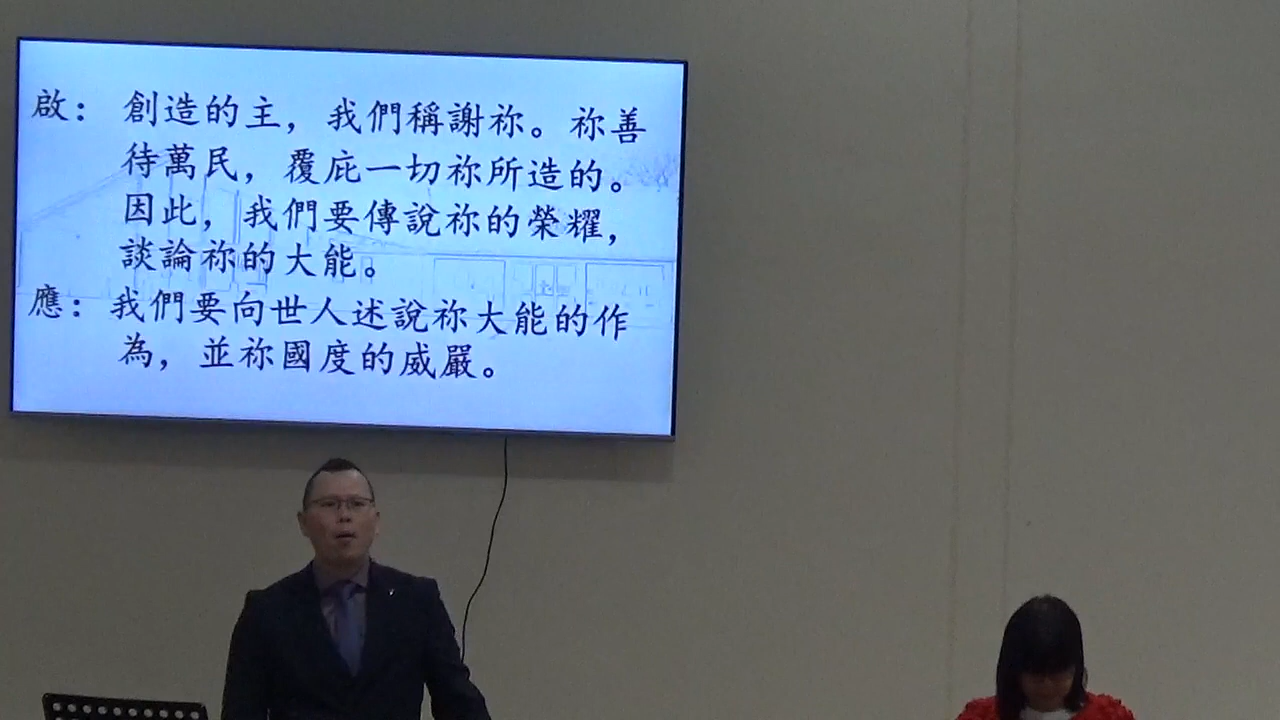 啟： 創造的主，我們稱謝祢。祢善
待萬民，覆庇一切祢所造的。
因此，我們要傳說祢的榮耀，
談論祢的大能。
應：我們要向世人述說祢大能的作
為，並祢國度的威嚴。